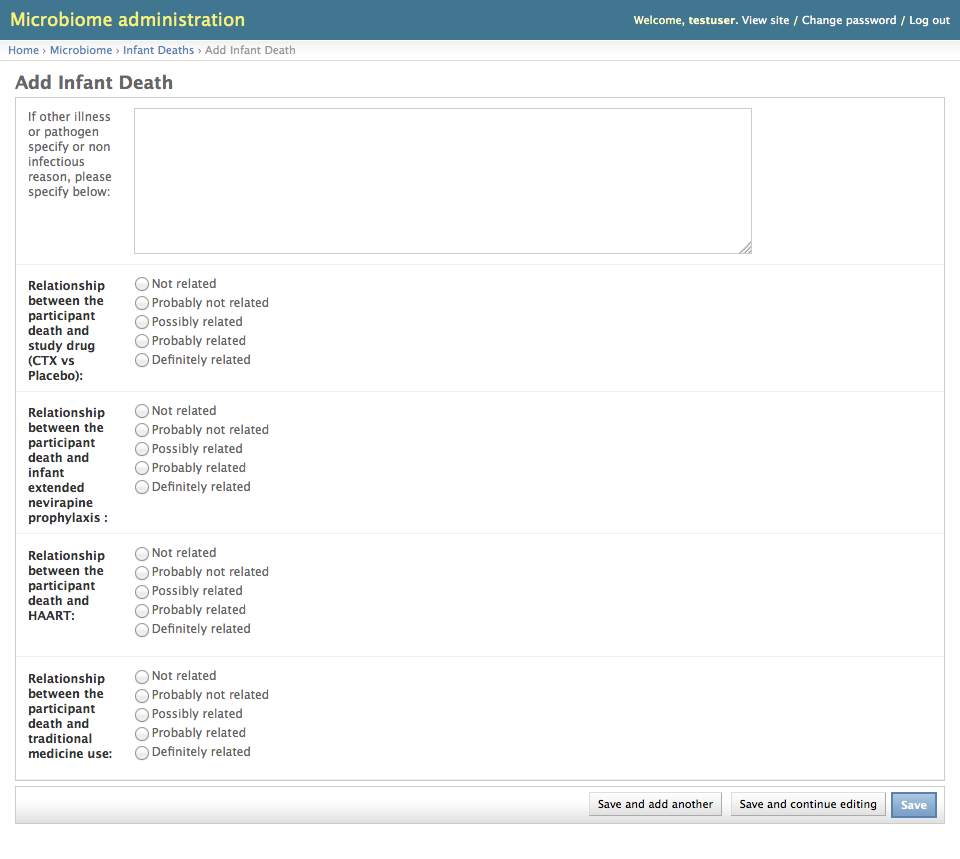 Microbiome administration
Welcome, testuser. View site / Change password / Log out
Home › Microbiome › Infant Deaths › Add Infant Death
Add Infant Death
If other illness
or pathogen
specify or non
infectious
reason, please
specify below:
Relationship
between the
participant
death and
study drug
(CTX vs
Placebo):
Not related
Probably not related
Possibly related
Probably related
Definitely related
Relationship
between the
participant
death and
infant
extended
nevirapine
prophylaxis :
Not related
Probably not related
Possibly related
Probably related
Definitely related
Relationship
between the
participant
death and
HAART:
Not related
Probably not related
Possibly related
Probably related
Definitely related
Relationship
between the
participant
death and
traditional
medicine use:
Not related
Probably not related
Possibly related
Probably related
Definitely related
Save and add another
Save and continue editing
Save